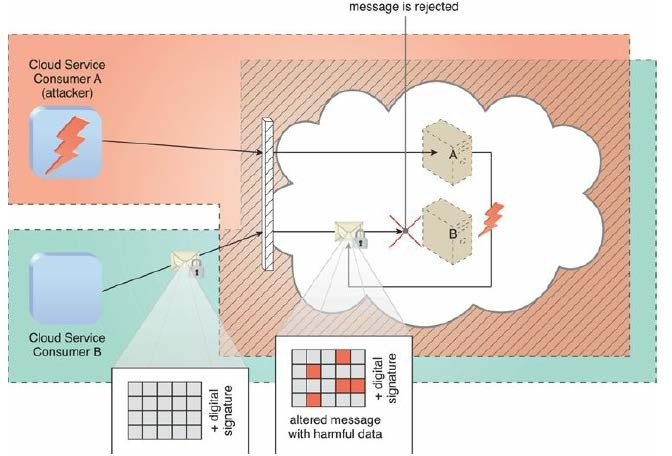 message is rejected
Cloud Service
Consumer A
(attacker)
A
B
Cloud Service
Consumer B
+ digital
signature
+ digital
signature
altered message
with harmful data